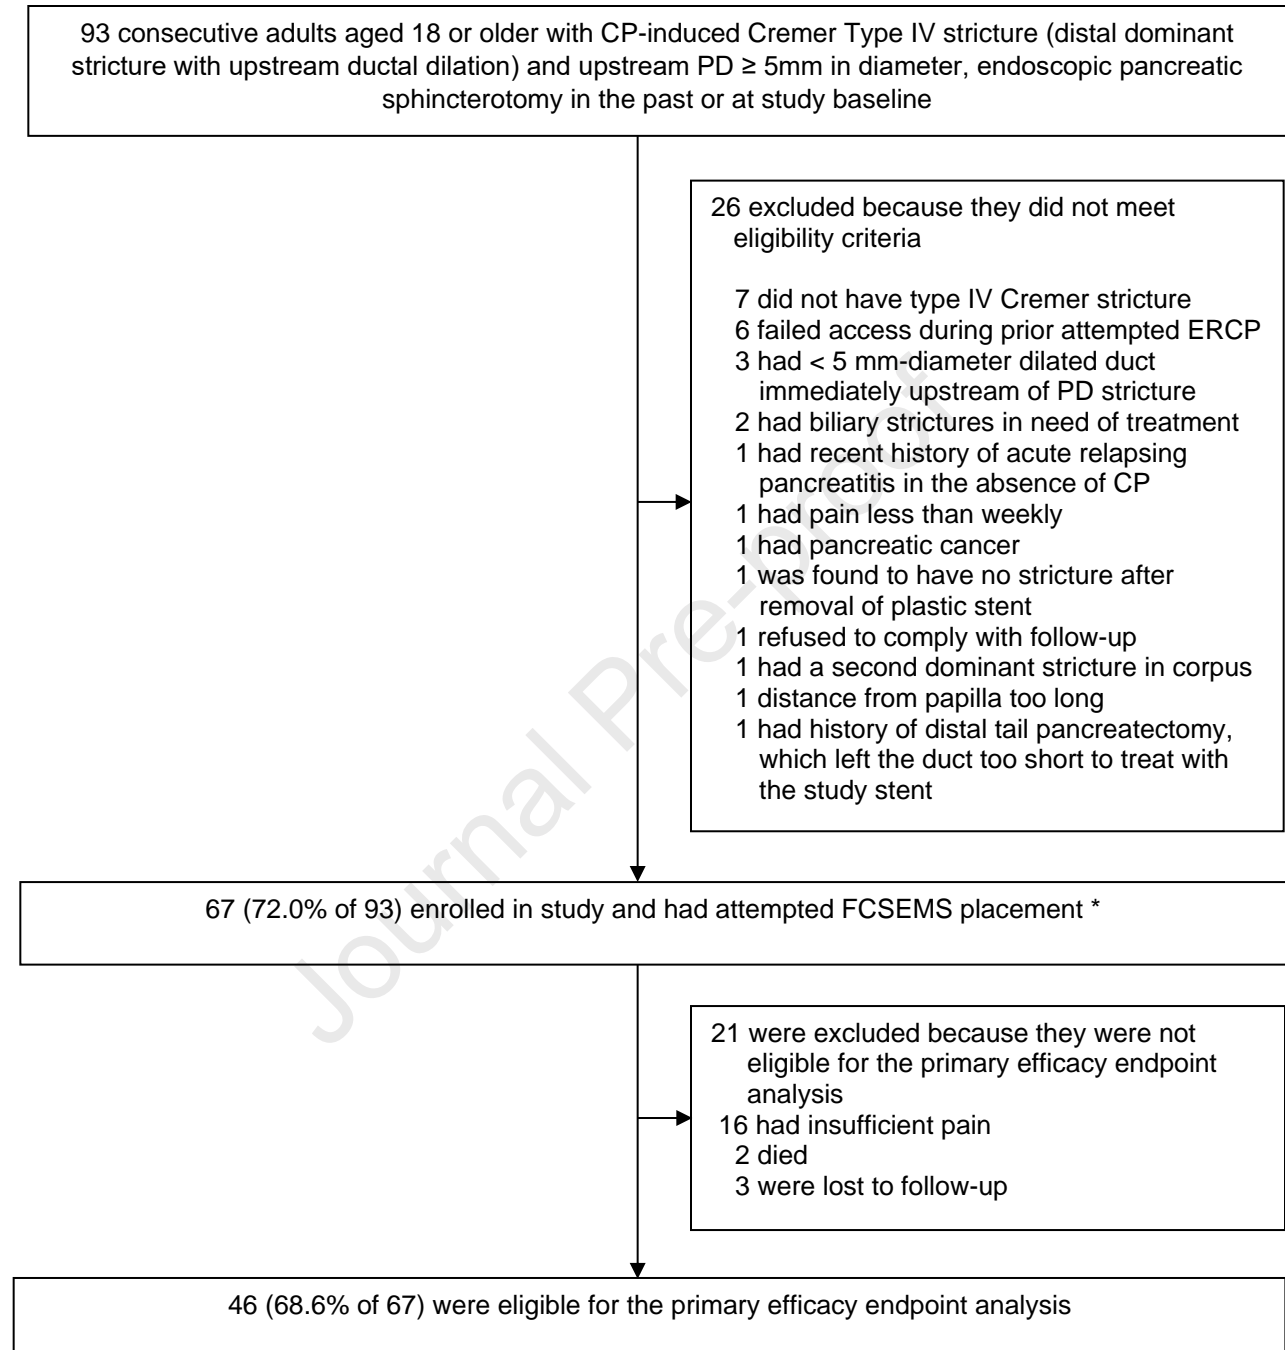 93 consecutive adults aged 18 or older with CP-induced Cremer Type IV stricture (distal dominant
stricture with upstream ductal dilation) and upstream PD ≥ 5mm in diameter, endoscopic pancreatic
sphincterotomy in the past or at study baseline
26 excluded because they did not meet
eligibility criteria
7 did not have type IV Cremer stricture
6 failed access during prior attempted ERCP
3 had < 5 mm-diameter dilated duct
immediately upstream of PD stricture
2 had biliary strictures in need of treatment
1 had recent history of acute relapsing
pancreatitis in the absence of CP
1 had pain less than weekly
1 had pancreatic cancer
1 was found to have no stricture after
removal of plastic stent
1 refused to comply with follow-up
1 had a second dominant stricture in corpus
1 distance from papilla too long
1 had history of distal tail pancreatectomy,
which left the duct too short to treat with
the study stent
67 (72.0% of 93) enrolled in study and had attempted FCSEMS placement *
21 were excluded because they were not
eligible for the primary efficacy endpoint
analysis
16 had insufficient pain
2 died
3 were lost to follow-up
46 (68.6% of 67) were eligible for the primary efficacy endpoint analysis
Journal Pre-proof